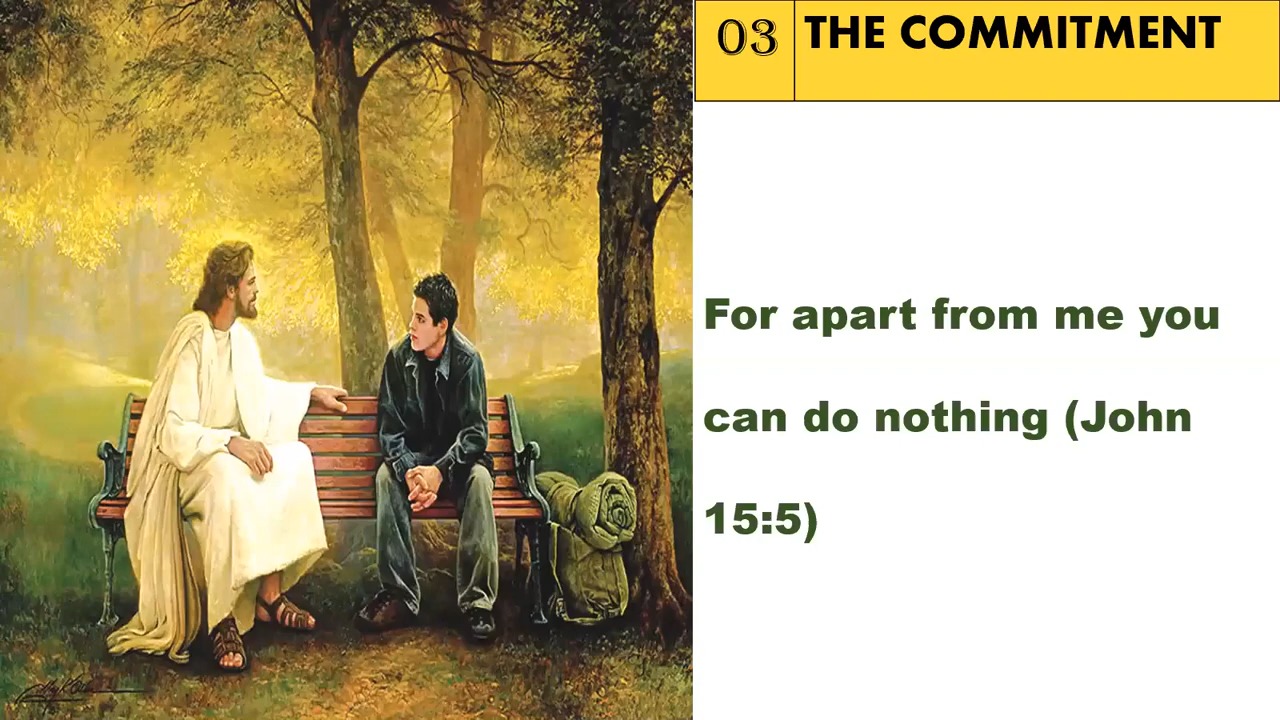 03 THE COMMITMENT
For apart from me you
can do nothing (John
15:5)